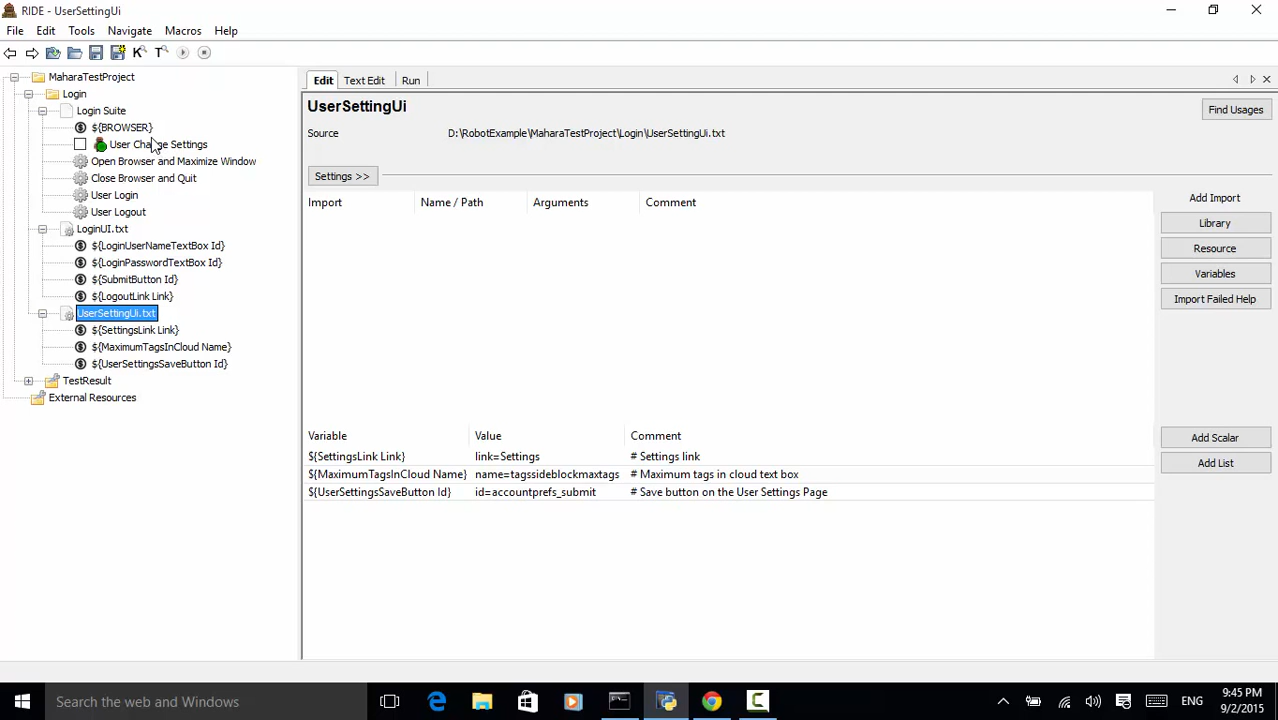 RIDE - UserSettingUi
File Edit Tools Navigate Macros Help
K T
MaharaTestProject
Login
Login Suite
${BROWSER}
User Change Settings
Open Browser and Maximize Window
Close Browser and Quit
User Login
User Logout
LoginUI.txt
${LoginUserNameTextBox Id}
${LoginPasswordTextBox Id}
${SubmitButton Id}
${LogoutLink Link}
UserSettingUi.txt
${SettingsLink Link}
${MaximumTagsInCloud Name}
${UserSettingsSaveButton Id}
TestResult
External Resources
Edit Text Edit Run
UserSettingUi
Find Usages
Source D:\RobotExample\MaharaTestProject\Login\UserSettingUi.txt
Settings >>
Import Name / Path Arguments Comment
Add Import
Library
Resource
Variables
Import Failed Help
Variable Value Comment
${SettingsLink Link} link=Settings # Settings link
${MaximumTagsInCloud Name} name=tagssideblockmaxtags # Maximum tags in cloud text box
${UserSettingsSaveButton Id} id=accountprefs_submit # Save button on the User Settings Page
Add Scalar
Add List
Search the web and Windows
ENG
9:45 PM
9/2/2015